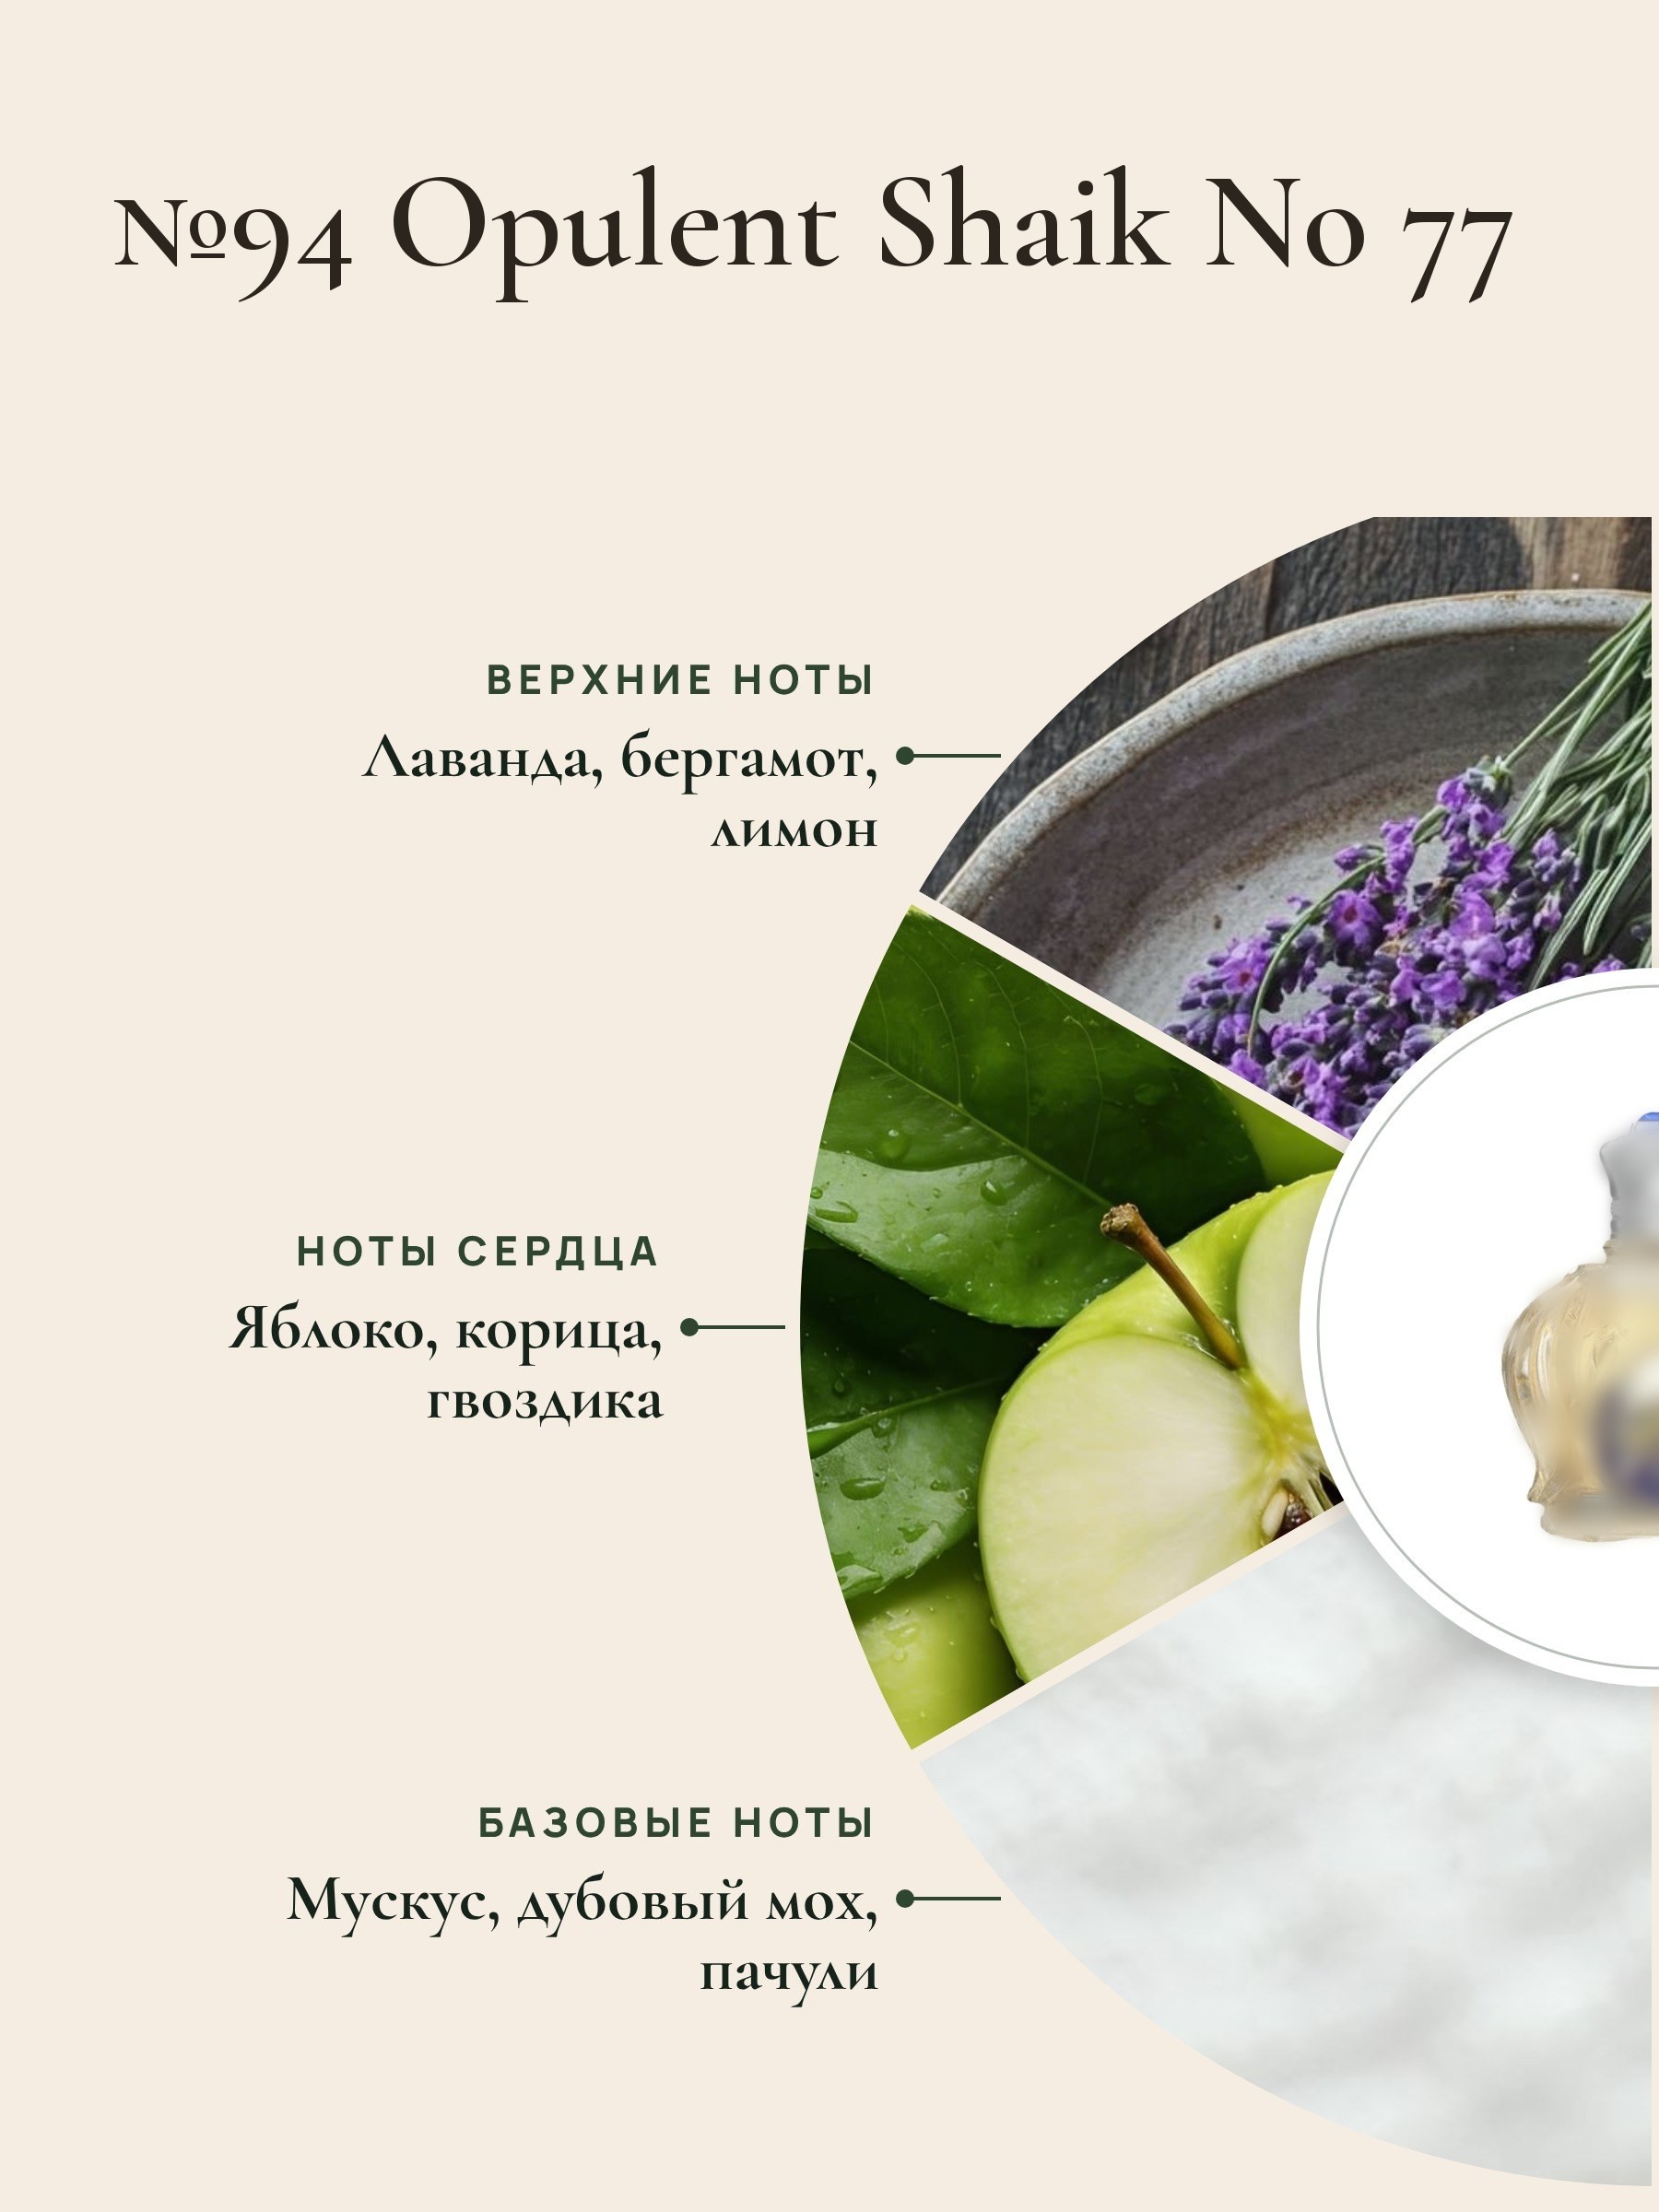 №94 Opulent Shaik No 77
ВЕРХНИЕ НОТЫ
Лаванда, бергамот,
лимон
НОТЫ СЕРДЦА
Яблоко, корица,
гвоздика
БАЗОВЫЕ НОТЫ
Мускус, дубовый мох,
пачули